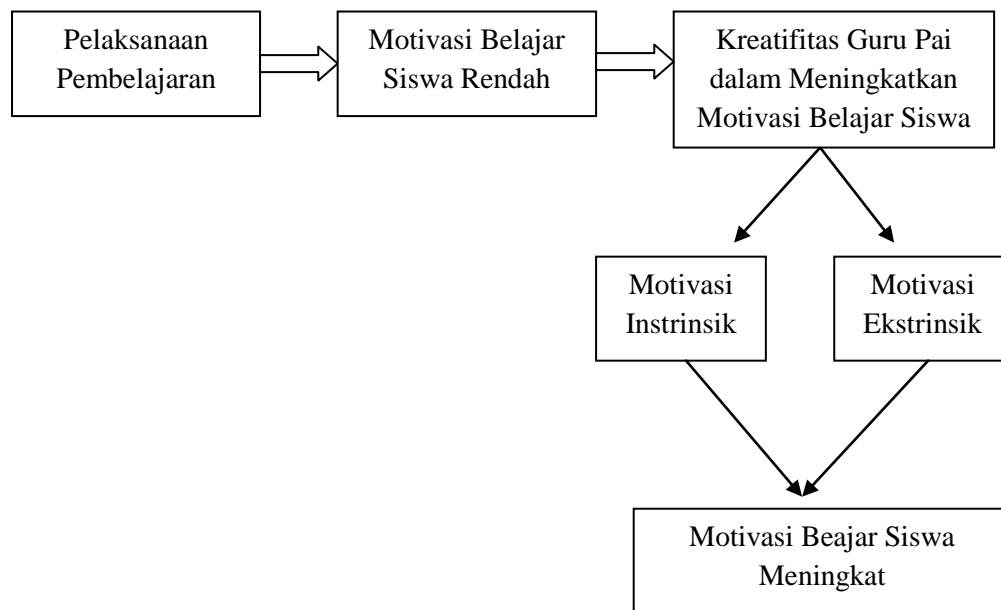 Pelaksanaan
Pembelajaran
Motivasi Belajar
Siswa Rendah
Kreatifitas Guru Pai
dalam Meningkatkan
Motivasi Belajar Siswa
Motivasi
Instrinsik
Motivasi
Ekstrinsik
Motivasi Beajar Siswa
Meningkat